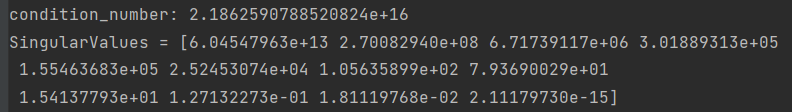 condition_number: 2.1862590788520824e+16
SingularValues = [6.04547963e+13 2.70082940e+08 6.71739117e+06 3.01889313e+05
1.55463683e+05 2.52453074e+04 1.05635899e+02 7.93690029e+01
1.54137793e+01 1.27132273e-01 1.81119768e-02 2.11179730e-15]